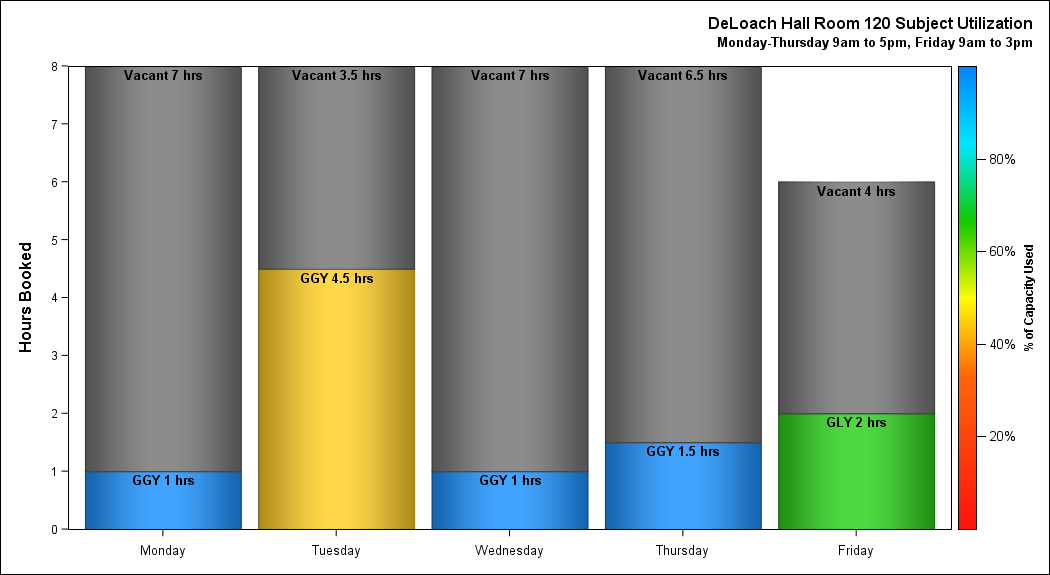 DeLoach Hall Room 120 Subject Utilization
Monday-Thursday 9am to 5pm, Friday 9am to 3pm
Hours Booked
8
7
6
5
4
3
2
1
0
Vacant 7 hrs
GGY 1 hrs
Vacant 3.5 hrs
GGY 4.5 hrs
Vacant 7 hrs
GGY 1 hrs
Vacant 6.5 hrs
GGY 1.5 hrs
Vacant 4 hrs
GLY 2 hrs
Monday
Tuesday
Wednesday
Thursday
Friday
80%
60%
40%
20%
% of Capacity Used